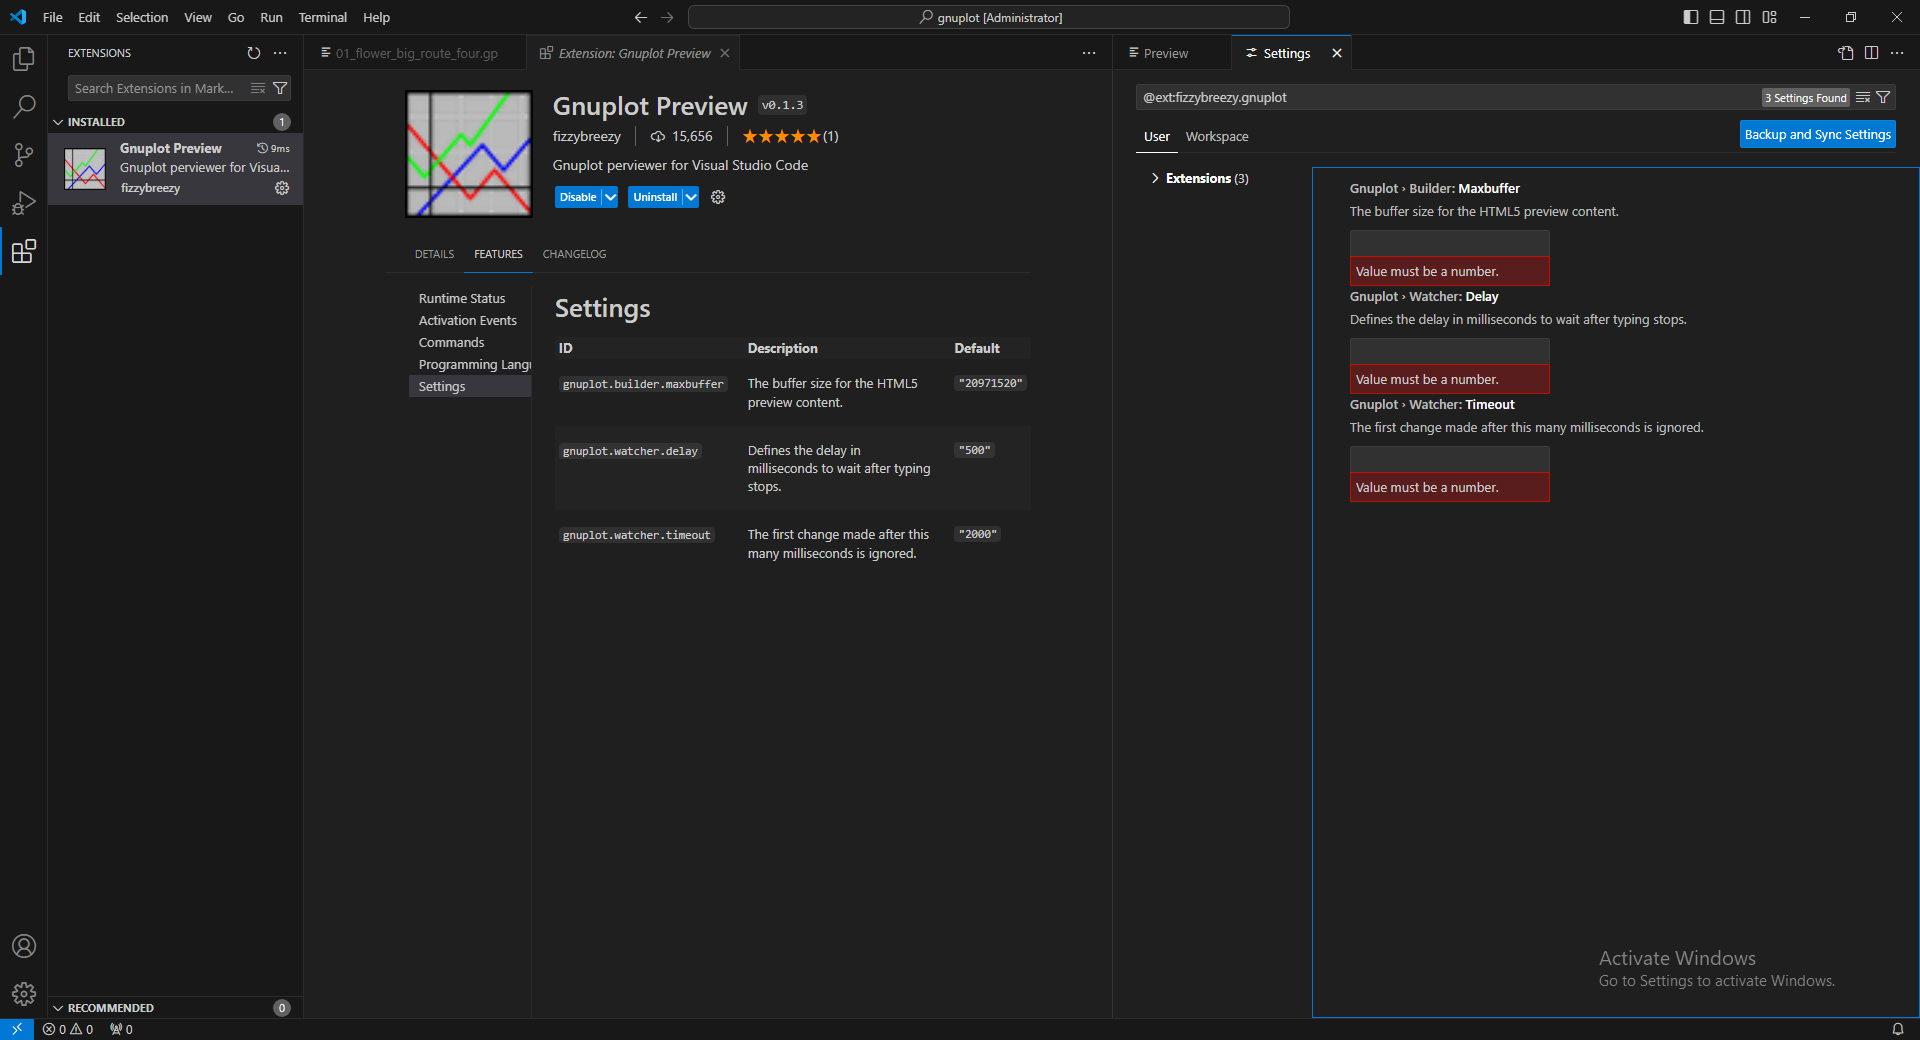 File Edit Selection View Go Run Terminal Help
gnuplot [Administrator]
EXTENSIONS
Search Extensions in Mark...
INSTALLED 1
Gnuplot Preview 9ms
Gnuplot perviewer for Visua...
fizzybreezy
RECOMMENDED 0
01_flower_big_route_four.gp
Extension: Gnuplot Preview
Gnuplot Preview v0.1.3
fizzybreezy 15,656 (1)
Gnuplot perviewer for Visual Studio Code
Disable Uninstall
DETAILS FEATURES CHANGELOG
Runtime Status
Activation Events
Commands
Programming Langu
Settings
Settings
ID Description Default
gnuplot.builder.maxbuffer The buffer size for the HTML5 "20971520"
preview content.
gnuplot.watcher.delay Defines the delay in "500"
milliseconds to wait after typing
stops.
gnuplot.watcher.timeout The first change made after this "2000"
many milliseconds is ignored.
Preview
Settings
@ext:fizzybreezy.gnuplot 3 Settings Found
User Workspace Backup and Sync Settings
Extensions (3)
Gnuplot › Builder: Maxbuffer
The buffer size for the HTML5 preview content.
Value must be a number.
Gnuplot › Watcher: Delay
Defines the delay in milliseconds to wait after typing stops.
Value must be a number.
Gnuplot › Watcher: Timeout
The first change made after this many milliseconds is ignored.
Value must be a number.
Activate Windows
Go to Settings to activate Windows.
0 0 0